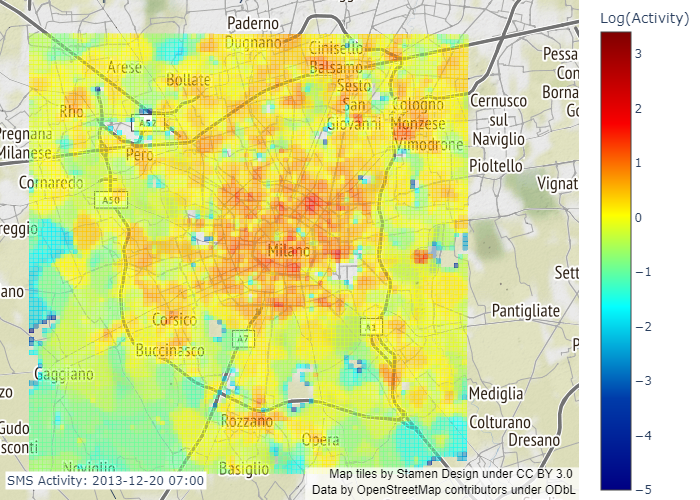 Paderno
Dugnano
Cinisello
Balsamo
Arese
Bollate
Sesto
San
Giovanni
Rho
A52
Cologno
Monzese
Vimodrone
Cernusco
sul
Naviglio
Pioltello
Pessa
Con
Borna
Go
Pregnana
Milanese
Pero
Cornaredo
A50
Vignat
reggio
Milano
Sett
ano
Pantigliate
Corsico
A7
A1
Buccinasco
P
Gaggiano
zo
Mediglia
Rozzano
Colturano
Gudo
sconti
Opera
Dresano
Noviglio
Basiglio
SMS Activity: 2013-12-20 07:00
Map tiles by Stamen Design under CC BY 3.0
Data by OpenStreetMap contributors under ODbL
Log(Activity)
3
2
1
0
−1
−2
−3
−4
−5